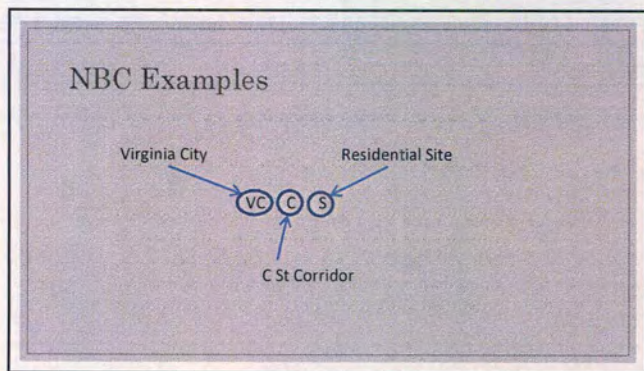 NBC Examples
Virginia City
Residential Site
VC C S
C St Corridor